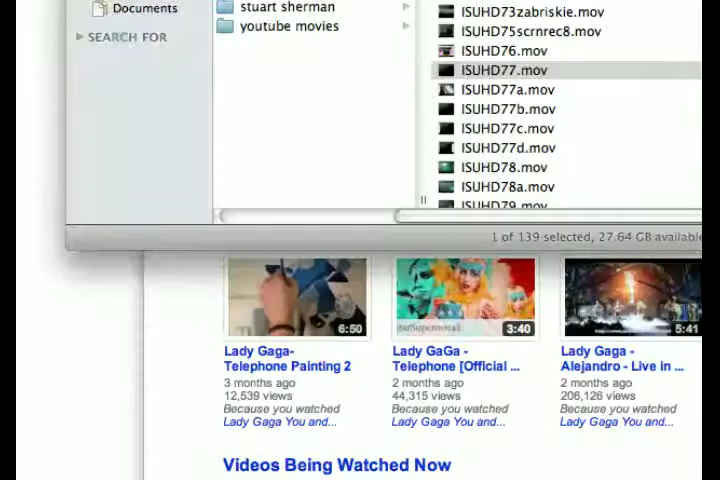 Documents
SEARCH FOR
stuart sherman
youtube movies
ISUHD73zabriskie.mov
ISUHD75scrnrec8.mov
ISUHD76.mov
ISUHD77.mov
ISUHD77a.mov
ISUHD77b.mov
ISUHD77c.mov
ISUHD77d.mov
ISUHD78.mov
ISUHD78a.mov
ISUHD79.mov
1 of 139 selected, 27.64 GB available
6:50
3:40
5:41
Lady Gaga-
Telephone Painting 2
3 months ago
12,539 views
Because you watched
Lady Gaga You and...
Lady GaGa -
Telephone [Official ...
2 months ago
44,315 views
Because you watched
Lady Gaga You and...
Lady Gaga -
Alejandro - Live in ...
2 months ago
206,126 views
Because you watched
Lady Gaga You and...
Videos Being Watched Now